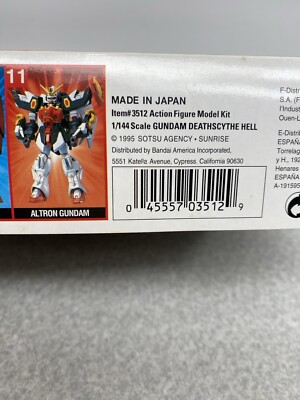 11
ALTRON GUNDAM
MADE IN JAPAN
Item#3512 Action Figure Model Kit
1/144 Scale GUNDAM DEATHSCYTHE HELL
© 1995 SOTSU AGENCY • SUNRISE
Distributed by Bandai America Incorporated,
5551 Katella Avenue, Cypress, California 90630
0 45557 03512 9
F-Distri
S.A. (F
l'Indust
Ouen-L
E-Distri
ESPAÑA
Torrelag
y H, 192
Henares
ESPAÑA
A-191595